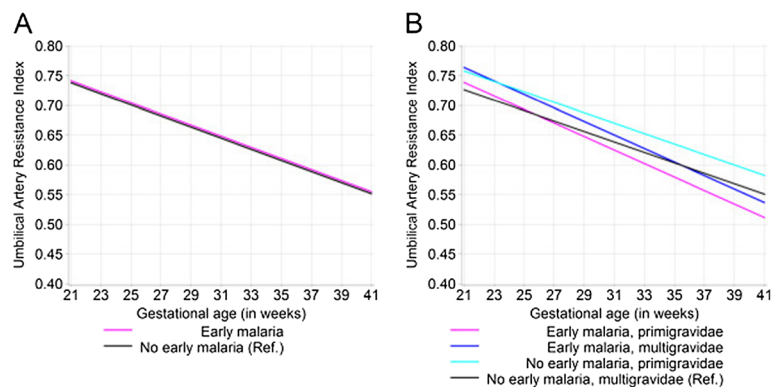 A
B
Umbilical Artery Resistance Index
0.80
0.75
0.70
0.65
0.60
0.55
0.50
0.45
0.40
21 23 25 27 29 31 33 35 37 39 41
Gestational age (in weeks)
Early malaria
No early malaria (Ref.)
Umbilical Artery Resistance Index
0.80
0.75
0.70
0.65
0.60
0.55
0.50
0.45
0.40
21 23 25 27 29 31 33 35 37 39 41
Gestational age (in weeks)
Early malaria, primigravidae
Early malaria, multigravidae
No early malaria, primigravidae
No early malaria, multigravidae (Ref.)